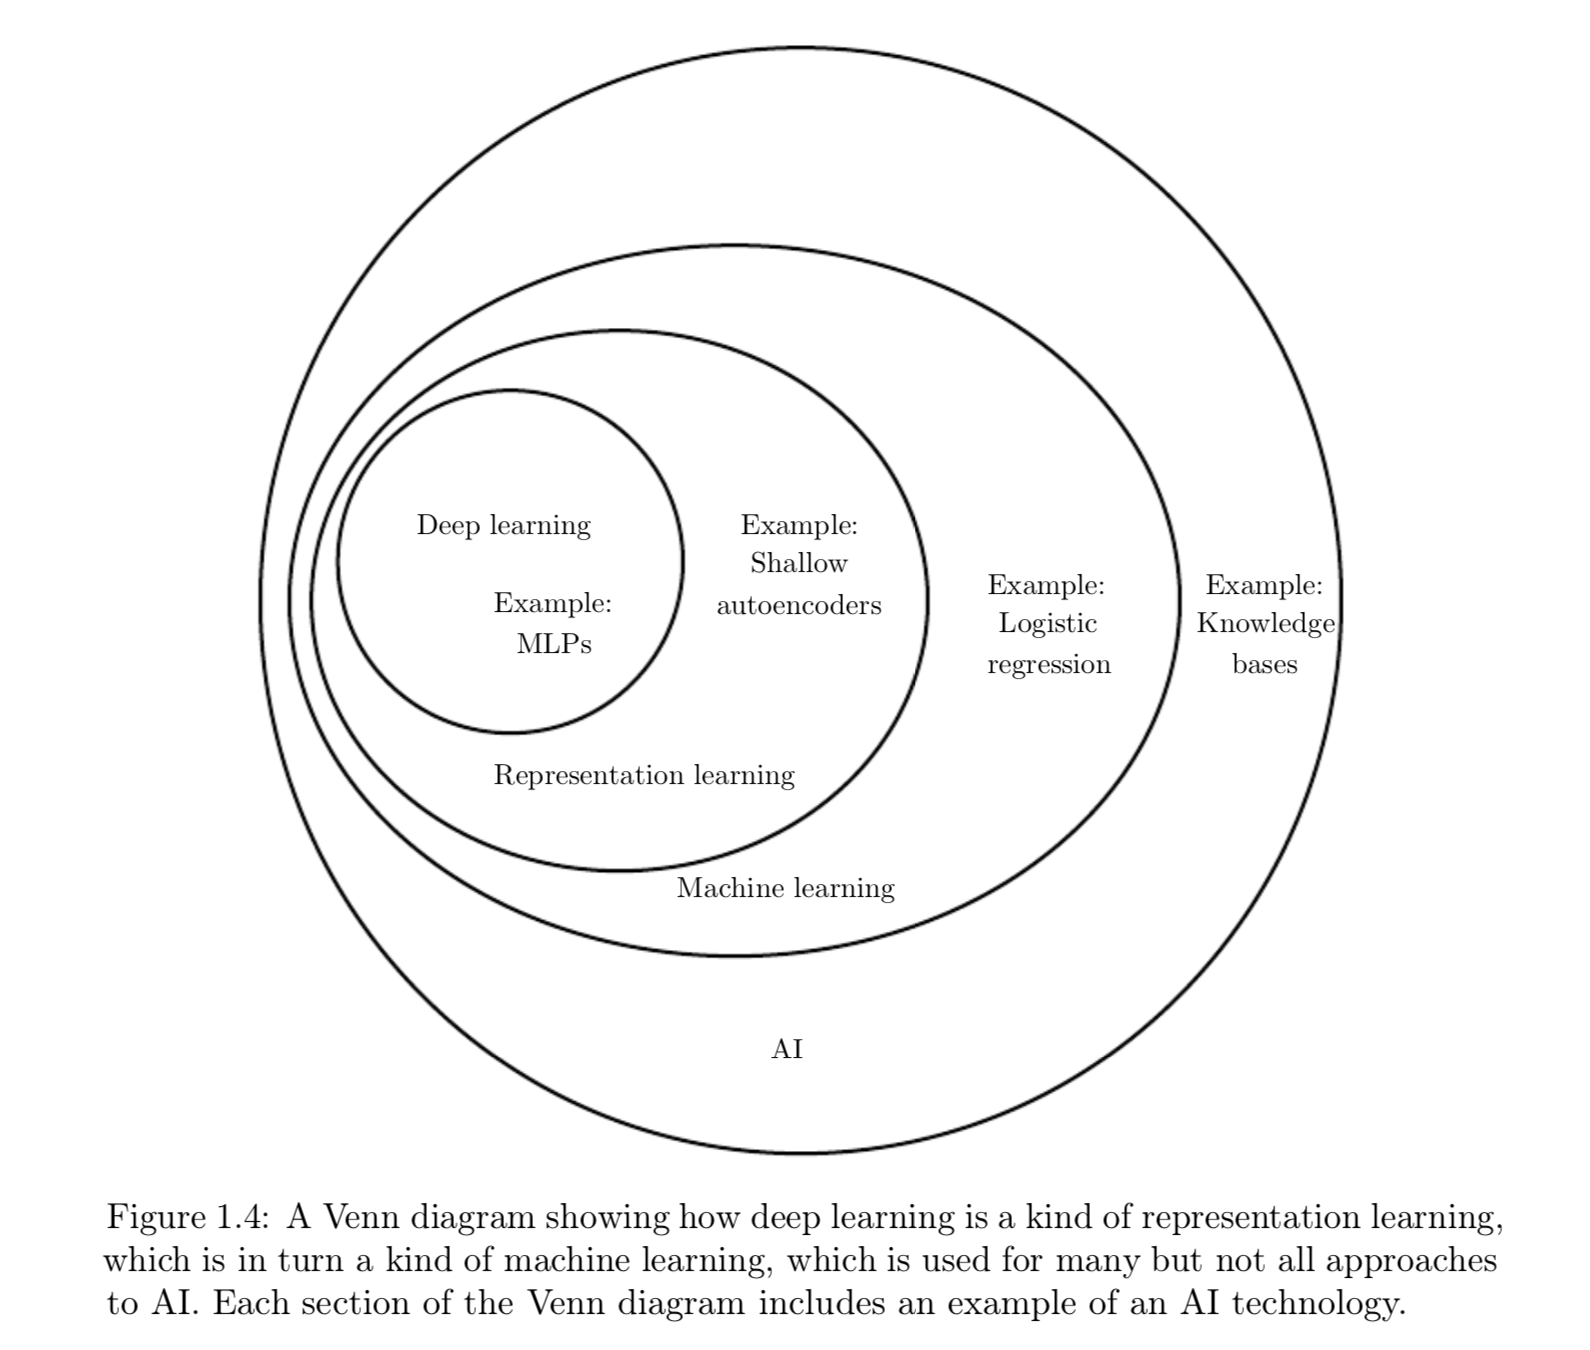 Deep learning
Example:
MLPs
Example:
Shallow
autoencoders
Example:
Logistic
regression
Example:
Knowledge
bases
Representation learning
Machine learning
AI
Figure 1.4: A Venn diagram showing how deep learning is a kind of representation learning,
which is in turn a kind of machine learning, which is used for many but not all approaches
to AI. Each section of the Venn diagram includes an example of an AI technology.